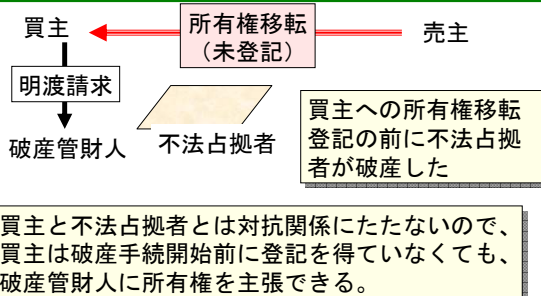 買主
所有権移転
(未登記)
売主
明渡請求
破産管財人
不法占拠者
買主への所有権移転
登記の前に不法占拠
者が破産した
買主と不法占拠者とは対抗関係にたたないので、
買主は破産手続開始前に登記を得ていなくても、
破産管財人に所有権を主張できる。